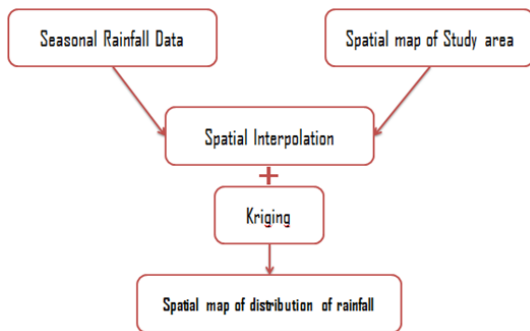 Seasonal Rainfall Data
Spatial map of Study area
Spatial Interpolation
+
Kriging
Spatial map of distribution of rainfall